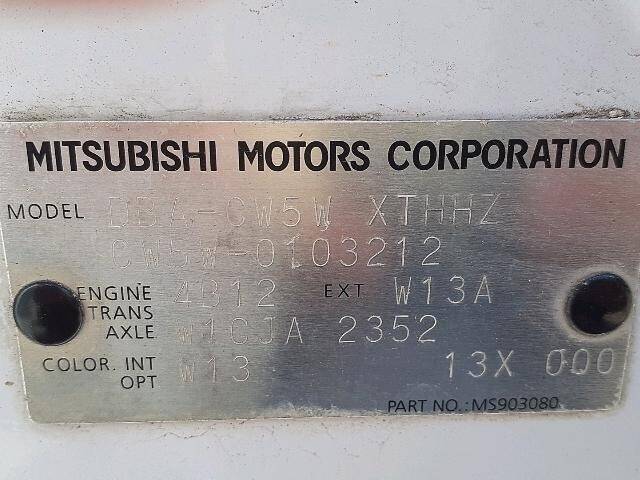 MITSUBISHI MOTORS CORPORATION
MODEL DBA-CW5W XTHHZ
CW5W-0103212
ENGINE 4B12 EXT W13A
TRANS AXLE W1CJA 2352
COLOR. INT OPT W13 13X 000
PART NO.: MS903080